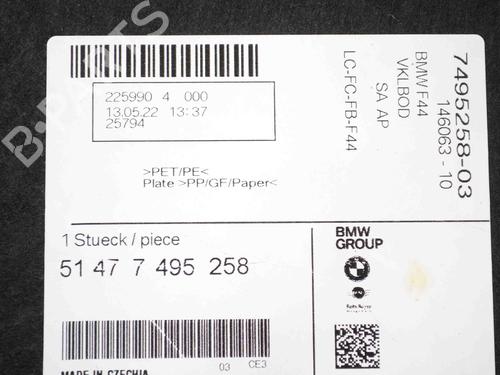 225990 4 000
13.05.22 13:37
25794
>PET/PE<
Plate >PP/GF/Paper<
1 Stueck / piece
51 47 7 495 258
03 CE3
MADE IN CZECHIA
7495258-03
146063 - 10
BMW F44
VKLBOD
SA AP
LC-FC-FB-F44
BMW
GROUP
B-PARTS